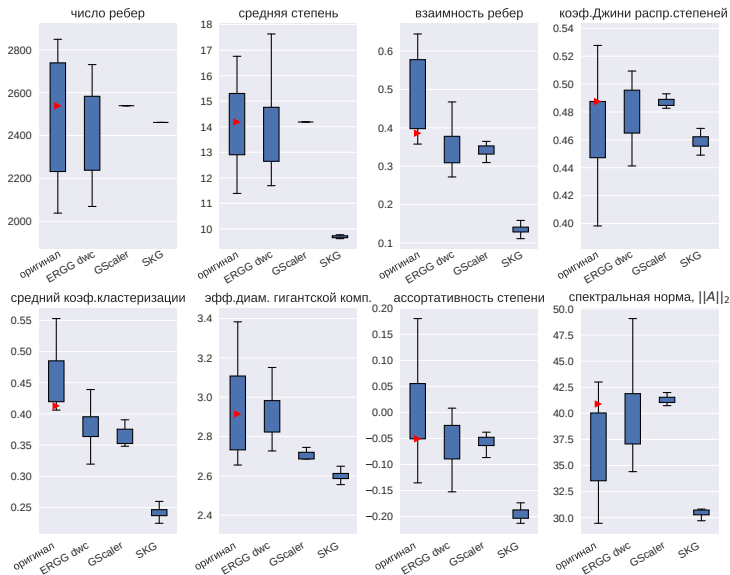 число ребер
2800
2600
2400
2200
2000
оригинал
ERGG dwc
GScaler
SKG
средняя степень
18
17
16
15
14
13
12
11
10
оригинал
ERGG dwc
GScaler
SKG
взаимность ребер
0.6
0.5
0.4
0.3
0.2
0.1
оригинал
ERGG dwc
GScaler
SKG
коэф.Джини распр.степеней
0.54
0.52
0.50
0.48
0.46
0.44
0.42
0.40
оригинал
ERGG dwc
GScaler
SKG
средний коэф.кластеризации
0.55
0.50
0.45
0.40
0.35
0.30
0.25
оригинал
ERGG dwc
GScaler
SKG
эфф.диам. гигантской комп.
3.4
3.2
3.0
2.8
2.6
2.4
оригинал
ERGG dwc
GScaler
SKG
ассортативность степени
0.20
0.15
0.10
0.05
0.00
−0.05
−0.10
−0.15
−0.20
оригинал
ERGG dwc
GScaler
SKG
спектральная норма, ||A||₂
50.0
47.5
45.0
42.5
40.0
37.5
35.0
32.5
30.0
оригинал
ERGG dwc
GScaler
SKG